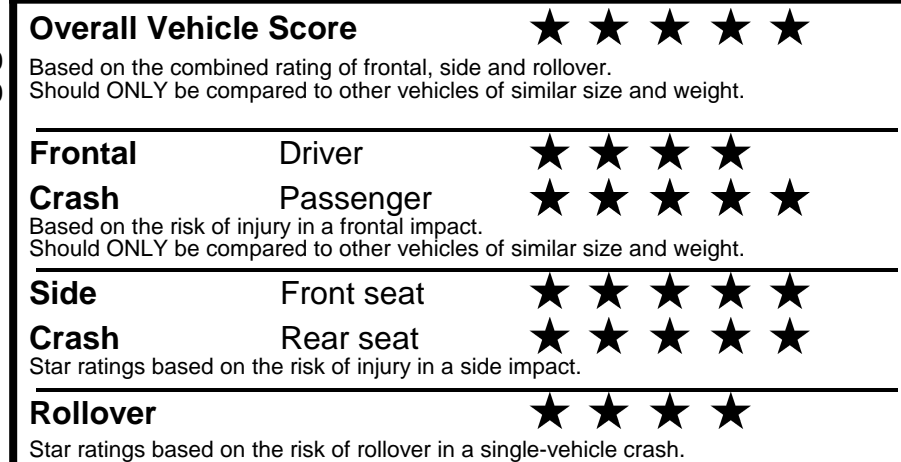 Overall Vehicle Score ★ ★ ★ ★ ★
Based on the combined rating of frontal, side and rollover.
Should ONLY be compared to other vehicles of similar size and weight.
Frontal Driver ★ ★ ★ ★
Crash Passenger ★ ★ ★ ★ ★
Based on the risk of injury in a frontal impact.
Should ONLY be compared to other vehicles of similar size and weight.
Side Front seat ★ ★ ★ ★ ★
Crash Rear seat ★ ★ ★ ★ ★
Star ratings based on the risk of injury in a side impact.
Rollover ★ ★ ★ ★
Star ratings based on the risk of rollover in a single-vehicle crash.